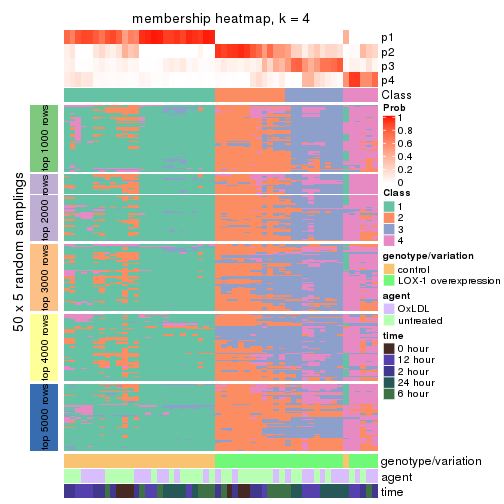 membership heatmap, k = 4
p1
p2
p3
p4
Class
50 x 5 random samplings
top 1000 rows
top 2000 rows
top 3000 rows
top 4000 rows
top 5000 rows
Prob
1
0.8
0.6
0.4
0.2
0
Class
1
2
3
4
genotype/variation
control
LOX-1 overexpression
agent
OxLDL
untreated
time
0 hour
12 hour
2 hour
24 hour
6 hour
genotype/variation
agent
time